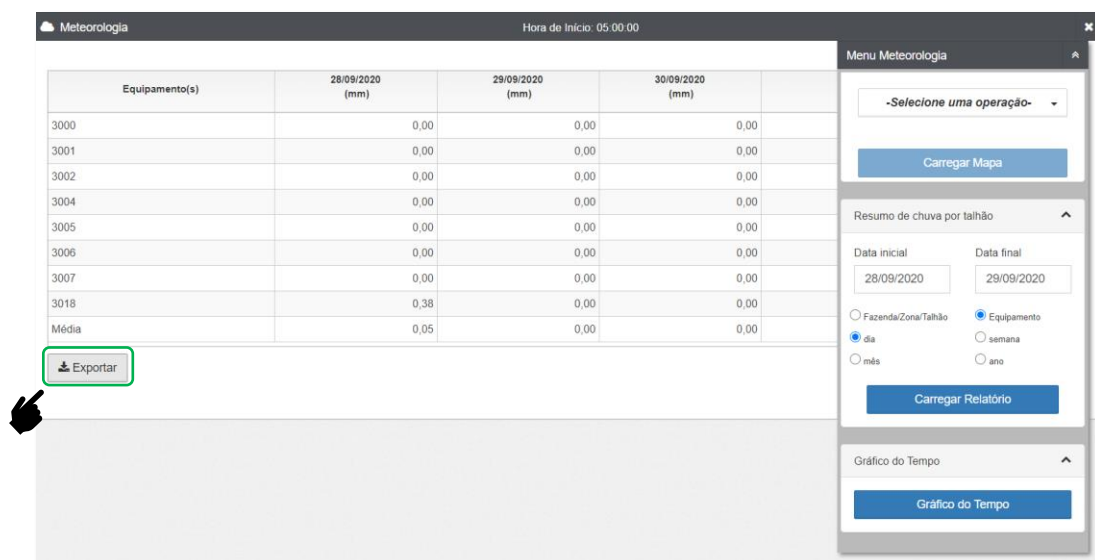 Meteorologia Hora de Início: 05:00:00
Menu Meteorologia
Equipamento(s) 28/09/2020 (mm) 29/09/2020 (mm) 30/09/2020 (mm)
3000 0,00 0,00 0,00
3001 0,00 0,00 0,00
3002 0,00 0,00 0,00
3004 0,00 0,00 0,00
3005 0,00 0,00 0,00
3006 0,00 0,00 0,00
3007 0,00 0,00 0,00
3018 0,38 0,00 0,00
Média 0,05 0,00 0,00
Exportar
-Selecione uma operação-
Carregar Mapa
Resumo de chuva por talhão
Data inicial Data final
28/09/2020 29/09/2020
Fazenda/Zona/Talhão Equipamento
dia semana
mês ano
Carregar Relatório
Gráfico do Tempo
Gráfico do Tempo